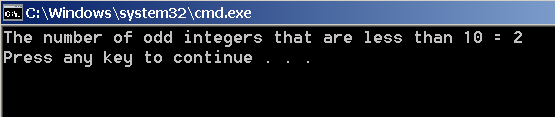 C:\Windows\system32\cmd.exe
The number of odd integers that are less than 10 = 2
Press any key to continue . . .